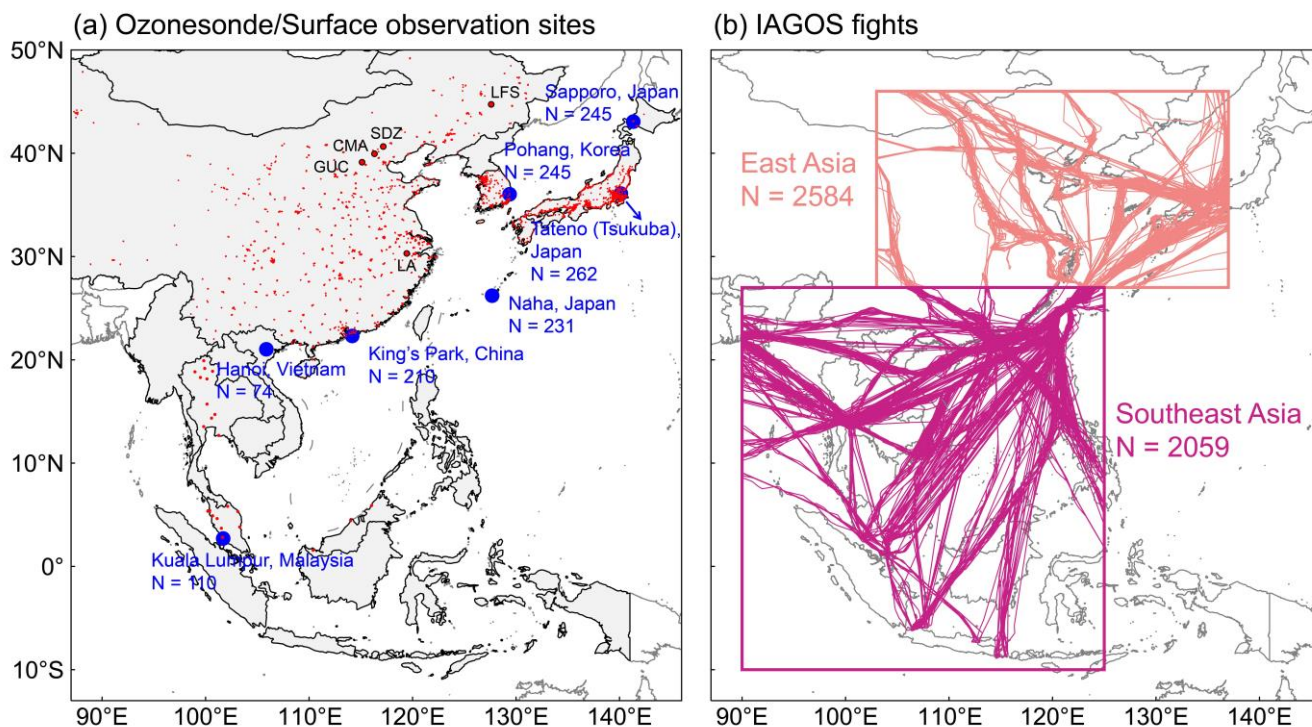 (a) Ozonesonde/Surface observation sites
50°N
40°N
30°N
20°N
10°N
0°
10°S
90°E
100°E
110°E
120°E
130°E
140°E
LFS
SDZ
CMA
GUC
LA
Sapporo, Japan
N = 245
Pohang, Korea
N = 245
Tateno (Tsukuba),
Japan
N = 262
Naha, Japan
N = 231
King's Park, China
N = 210
Hanoi, Vietnam
N = 74
Kuala Lumpur, Malaysia
N = 110
(b) IAGOS fights
East Asia
N = 2584
Southeast Asia
N = 2059
90°E
100°E
110°E
120°E
130°E
140°E